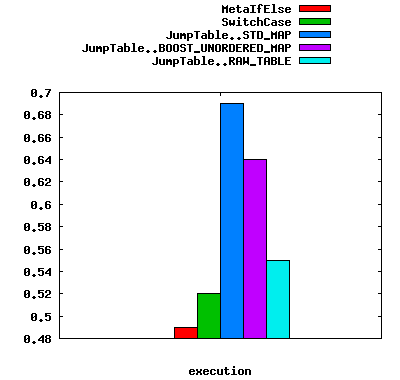 MetaIfElse
SwitchCase
JumpTable..STD_MAP
JumpTable..BOOST_UNORDERED_MAP
JumpTable..RAW_TABLE
0.7
0.68
0.66
0.64
0.62
0.6
0.58
0.56
0.54
0.52
0.5
0.48
execution